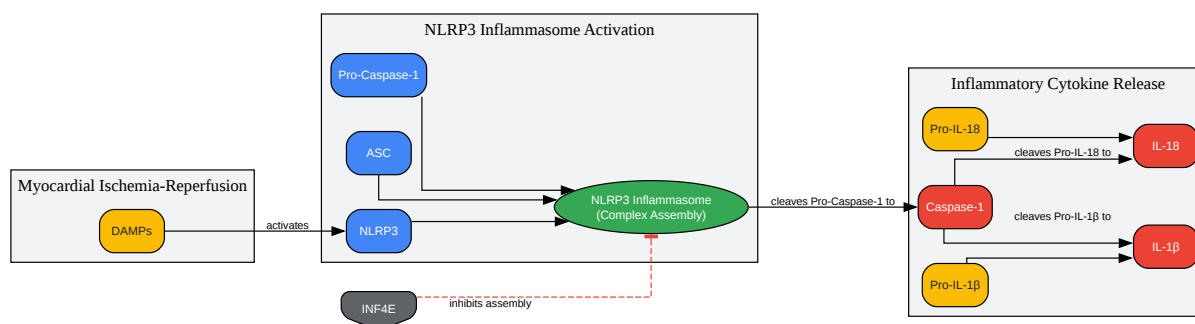 NLRP3 Inflammasome Activation
Pro-Caspase-1
ASC
NLRP3
NLRP3 Inflammasome
(Complex Assembly)
Myocardial Ischemia-Reperfusion
DAMPs
activates
INF4E
inhibits assembly
cleaves Pro-Caspase-1 to
Inflammatory Cytokine Release
Pro-IL-18
IL-18
cleaves Pro-IL-18 to
Caspase-1
cleaves Pro-IL-1β to
IL-1β
Pro-IL-1β